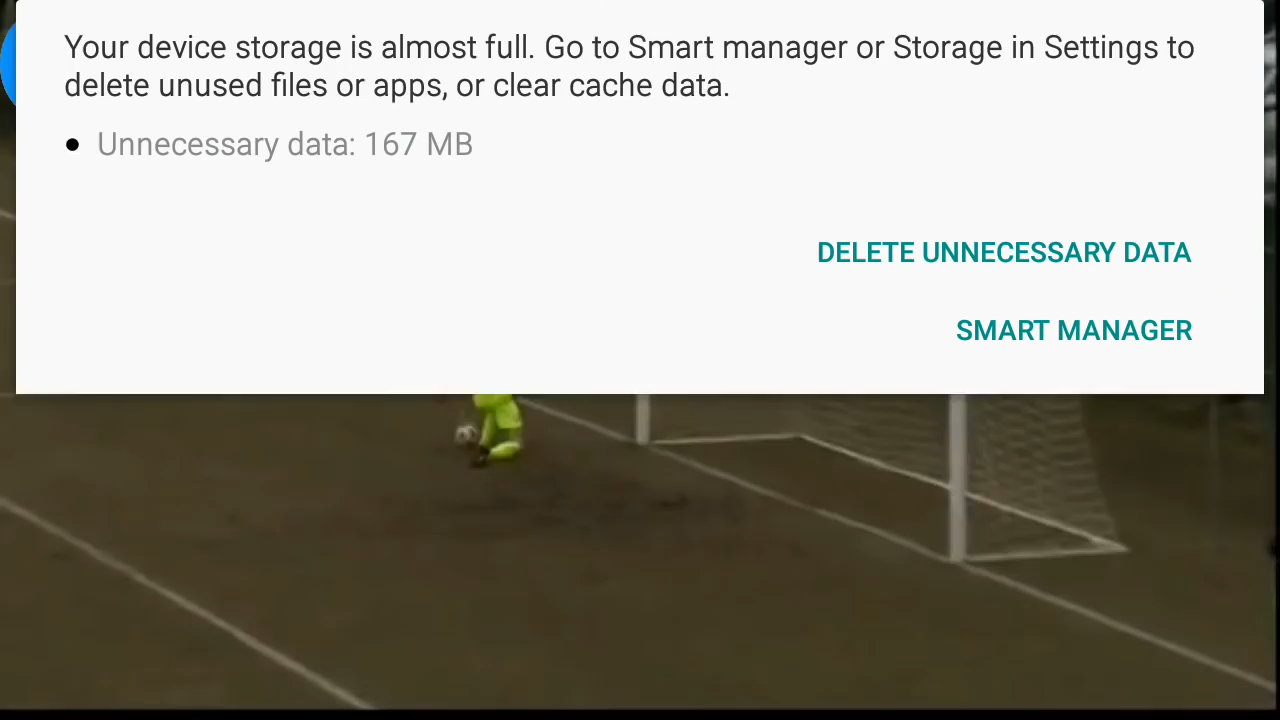 Your device storage is almost full. Go to Smart manager or Storage in Settings to
delete unused files or apps, or clear cache data.
● Unnecessary data: 167 MB
DELETE UNNECESSARY DATA
SMART MANAGER